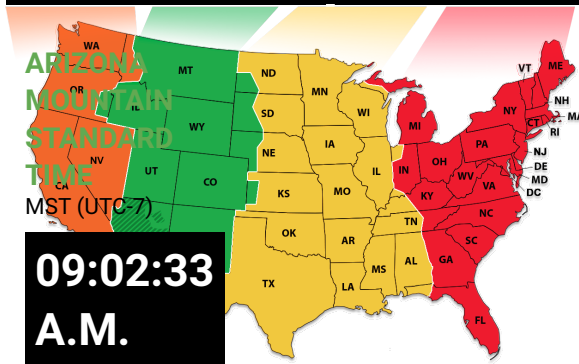 ARIZONA
MOUNTAIN
STANDARD
TIME
MST (UTC-7)
09:02:33
A.M.
WA
OR
NV
CA
MT
WY
UT
CO
ND
SD
NE
KS
OK
TX
MN
IA
MO
AR
LA
WI
IL
MS
AL
TN
MI
IN
OH
KY
WV
VA
NC
SC
GA
FL
PA
NY
VT
ME
NH
CT
RI
NJ
DE
MD
DC